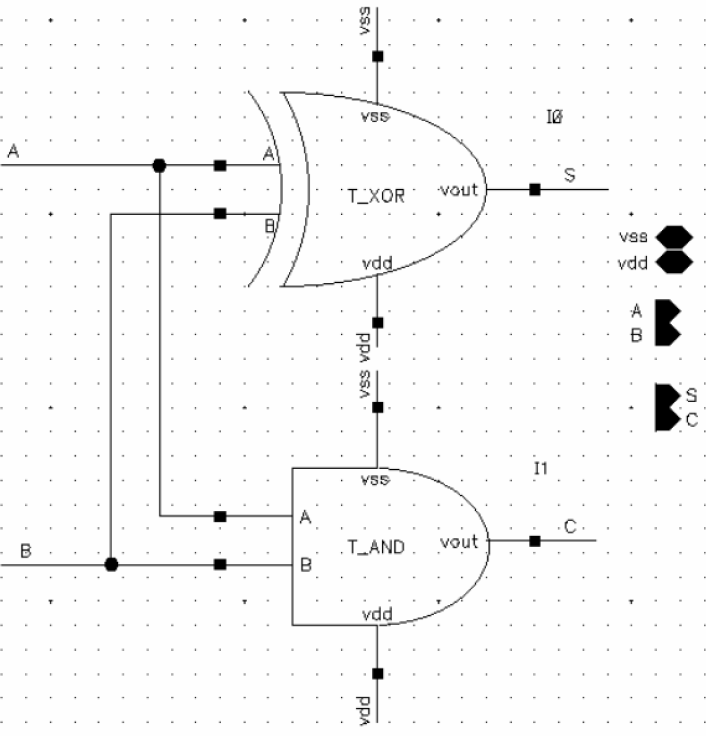 vss
vss
I0
A
A
T_XOR
vout
S
B
vss
vdd
vdd
A
B
vdd
vss
S
C
vss
I1
A
T_AND
vout
C
B
B
vdd
vdd